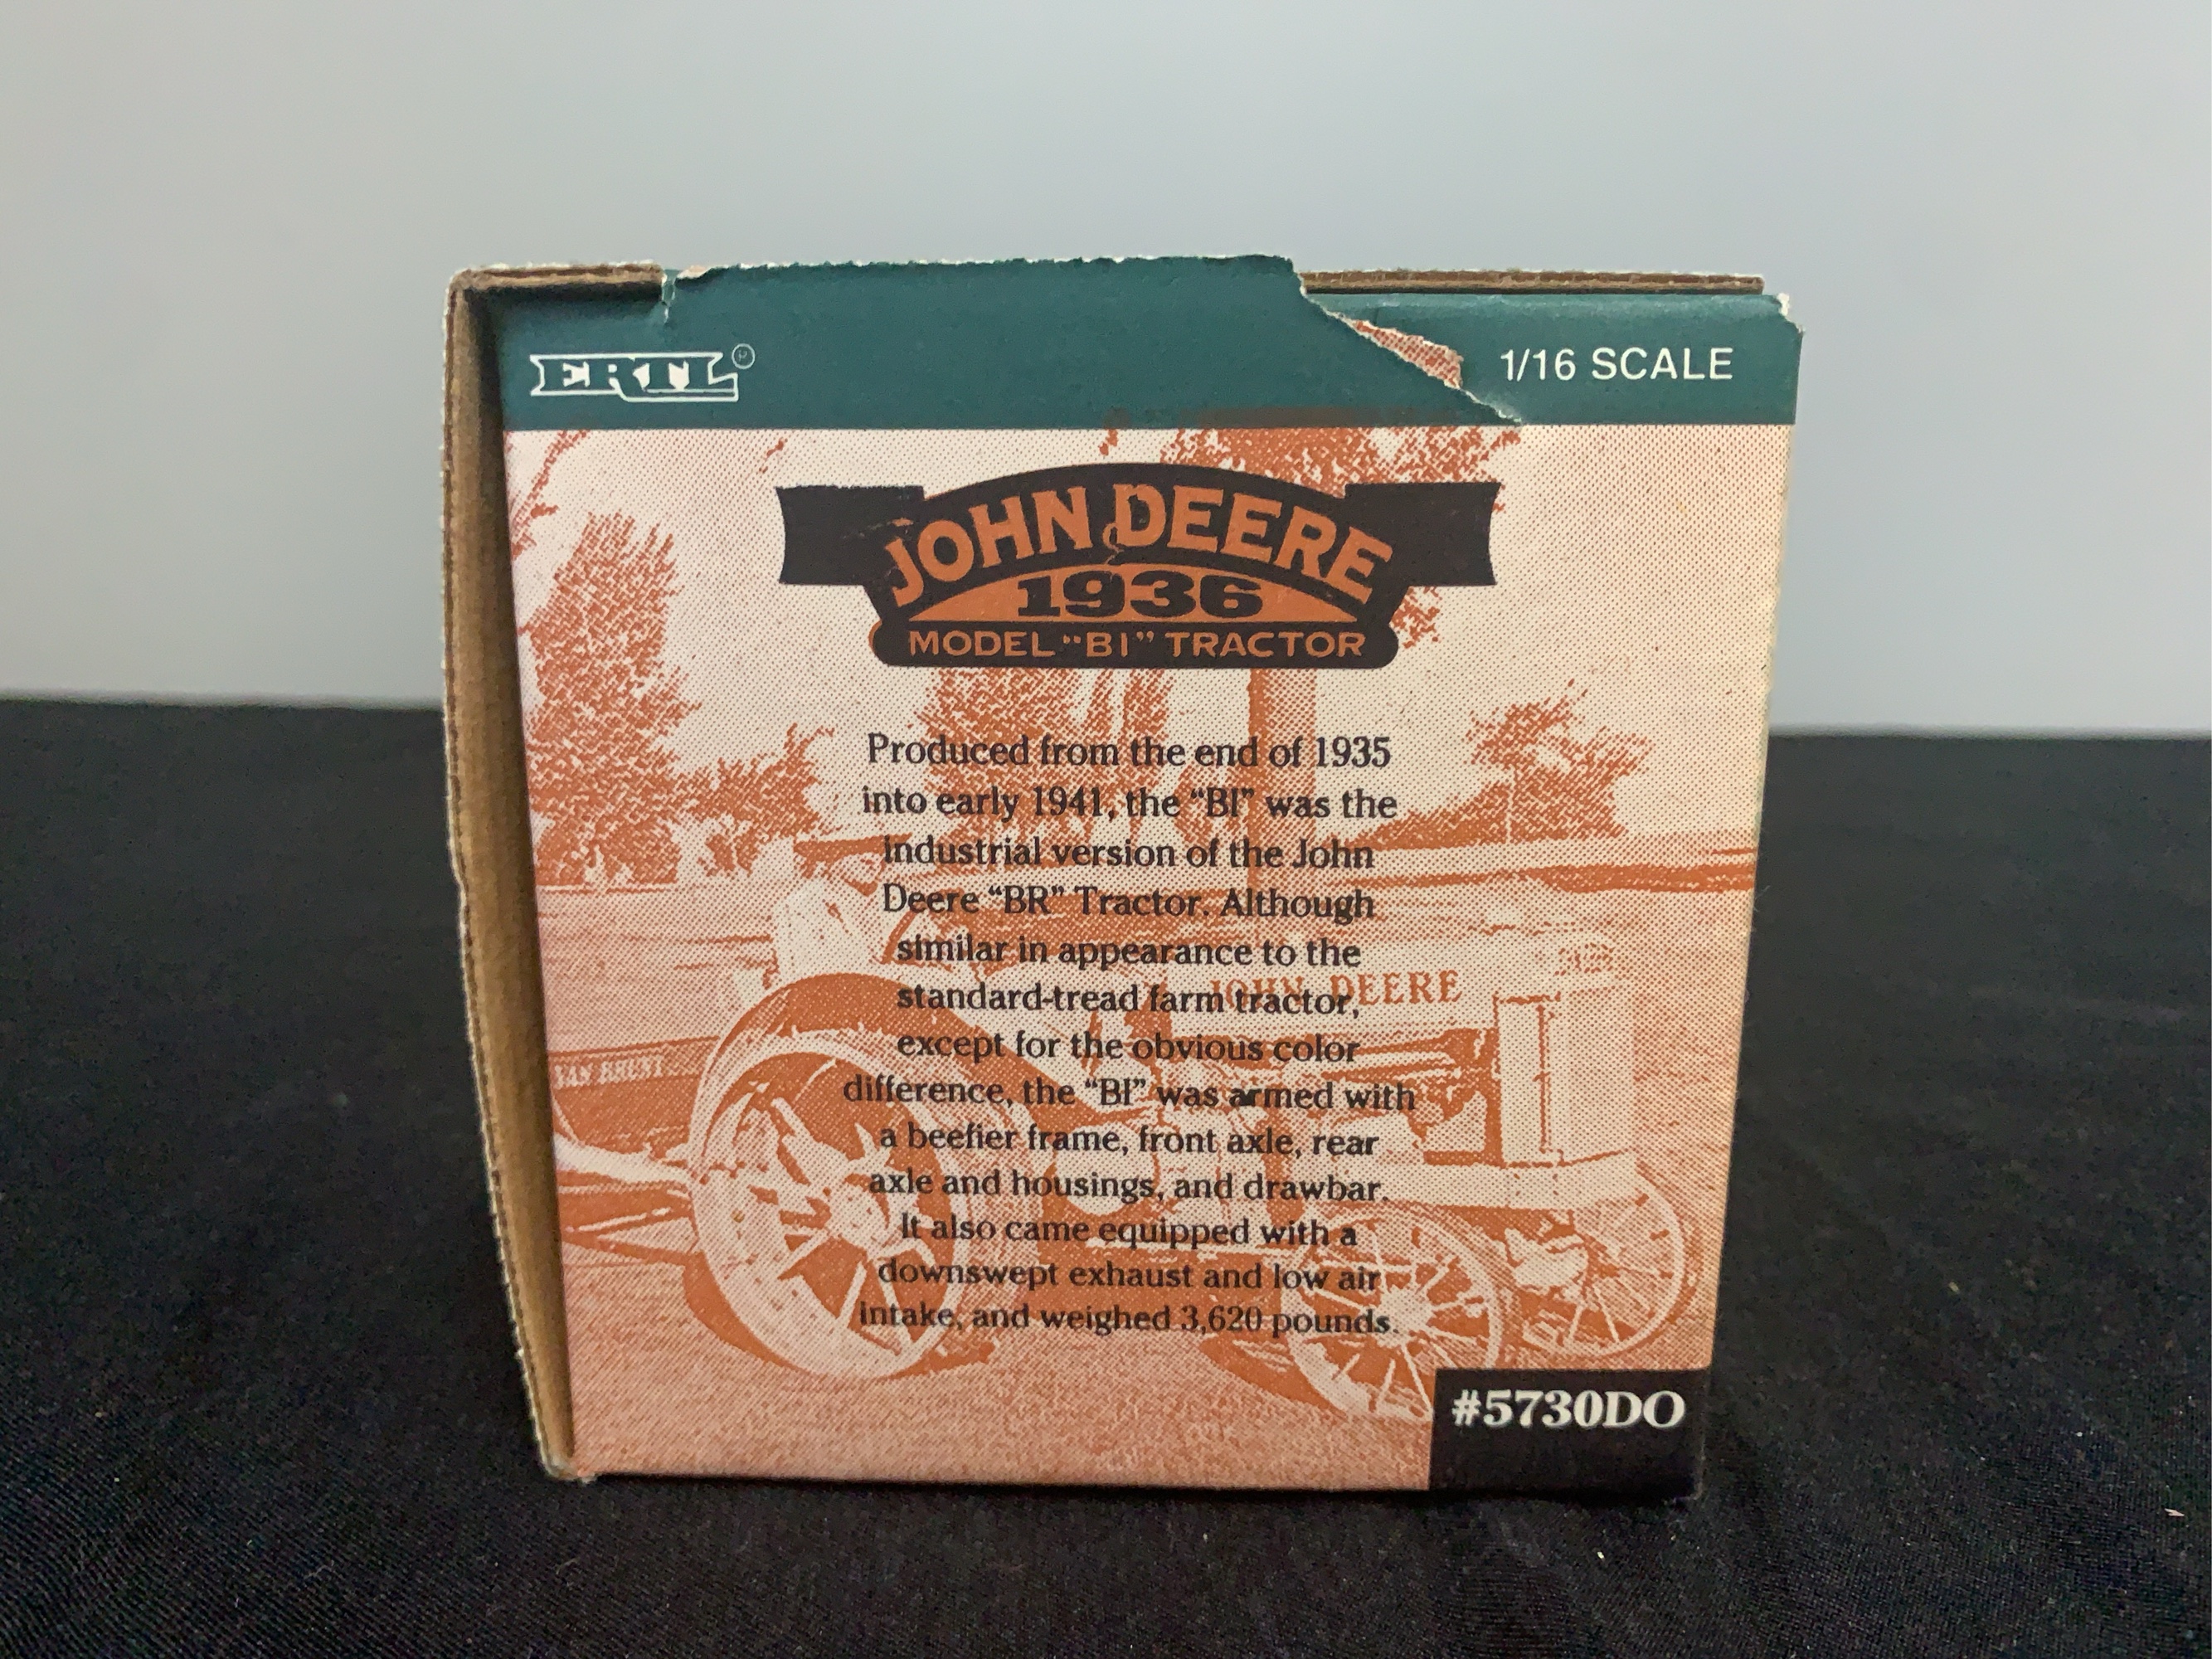 ERTL®
1/16 SCALE
JOHN DEERE
1936
MODEL "BI" TRACTOR
Produced from the end of 1935
into early 1941, the "BI" was the
industrial version of the John
Deere "BR" Tractor. Although
similar in appearance to the
standard-tread farm tractor,
except for the obvious color
difference, the "BI" was armed with
a beefier frame, front axle, rear
axle and housings, and drawbar.
It also came equipped with a
downswept exhaust and low air
intake, and weighed 3,620 pounds.
JOHN DEERE
VAN BRUNT
#5730DO